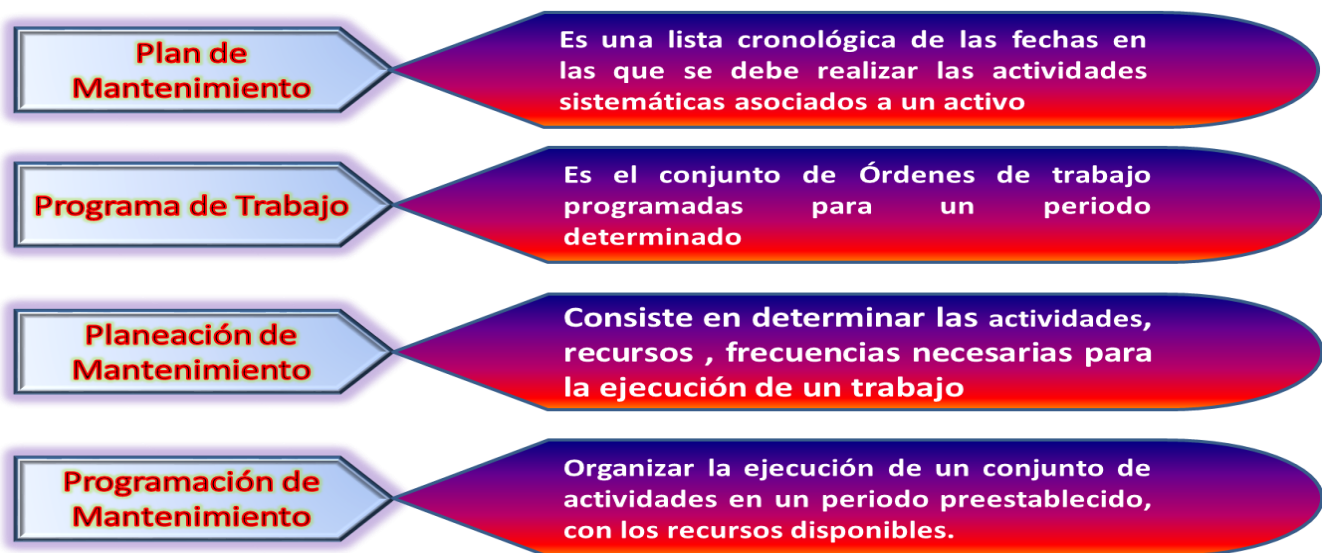 Plan de
Mantenimiento
Es una lista cronológica de las fechas en
las que se debe realizar las actividades
sistemáticas asociados a un activo
Programa de Trabajo
Es el conjunto de Órdenes de trabajo
programadas para un periodo
determinado
Planeación de
Mantenimiento
Consiste en determinar las actividades,
recursos , frecuencias necesarias para
la ejecución de un trabajo
Programación de
Mantenimiento
Organizar la ejecución de un conjunto de
actividades en un periodo preestablecido,
con los recursos disponibles.